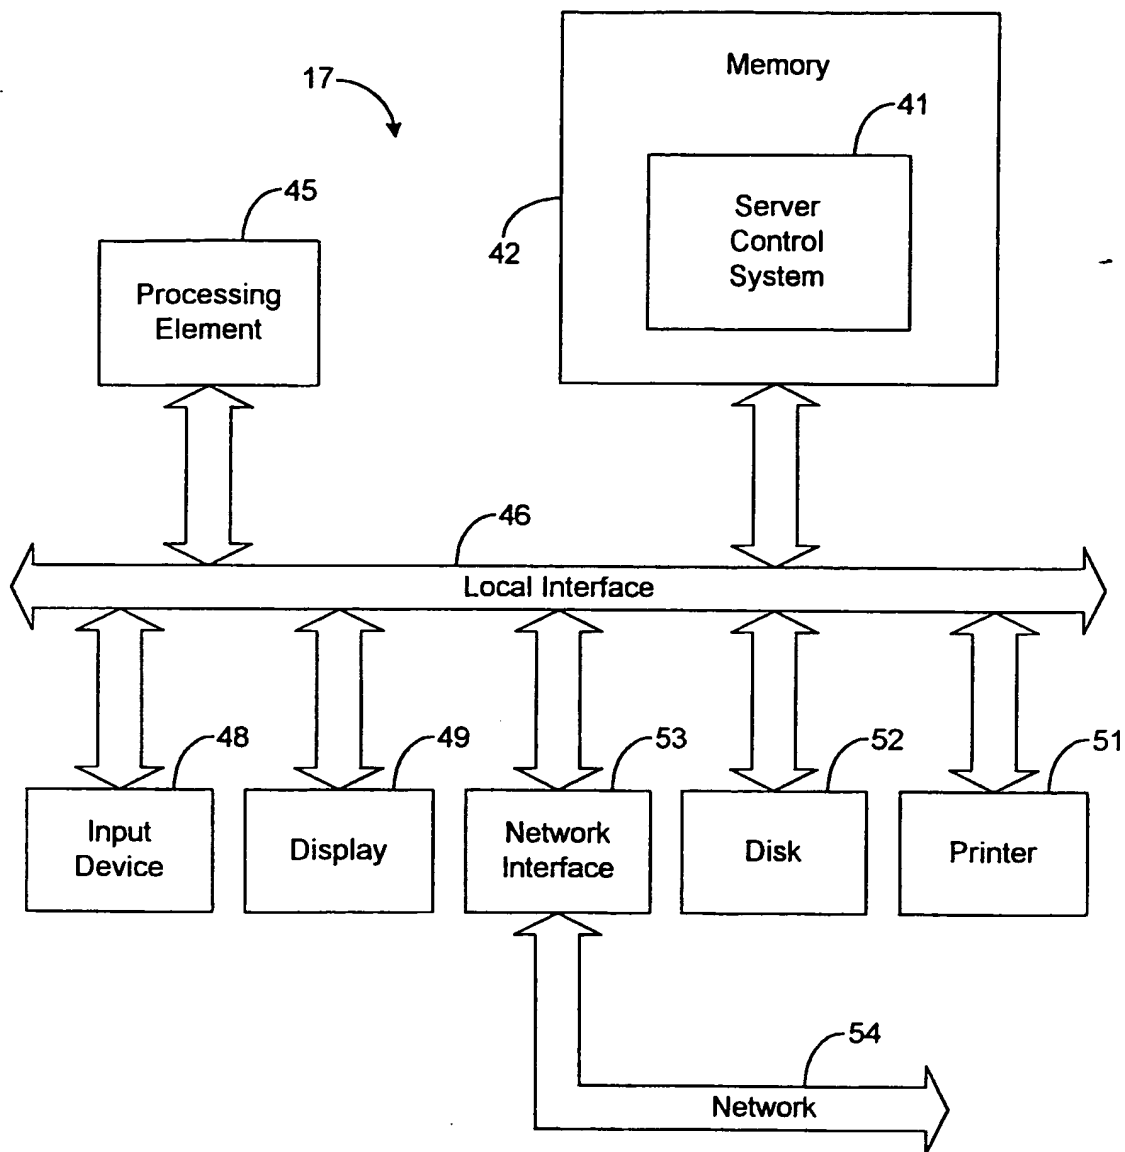 Memory
17
41
45
Server
Control
System
42
Processing
Element
46
Local Interface
48
49
53
52
51
Input
Device
Display
Network
Interface
Disk
Printer
54
Network